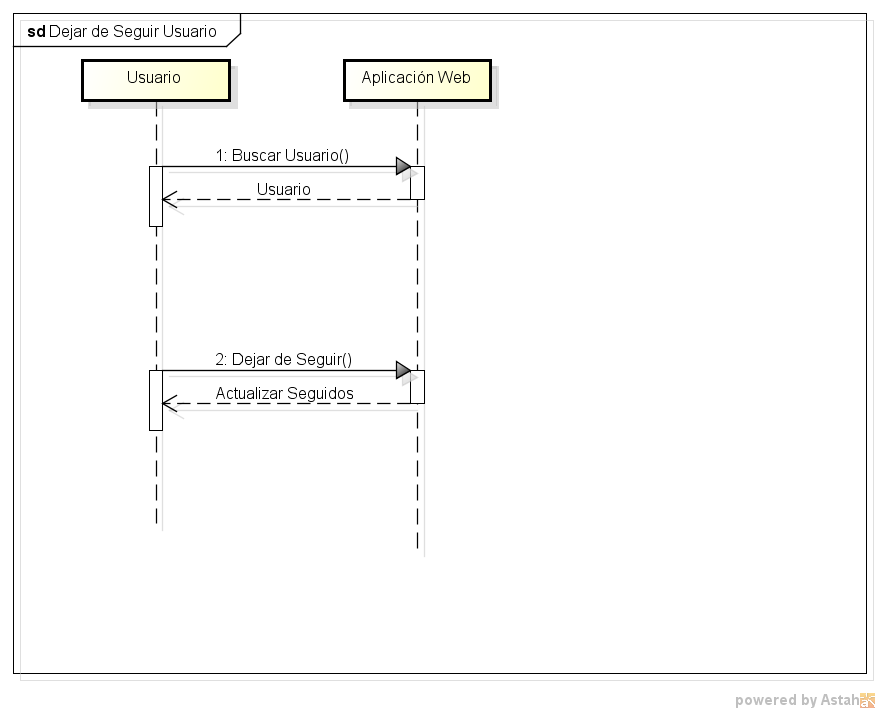 sd Dejar de Seguir Usuario
Usuario
Aplicación Web
1: Buscar Usuario()
Usuario
2: Dejar de Seguir()
Actualizar Seguidos
powered by Astah